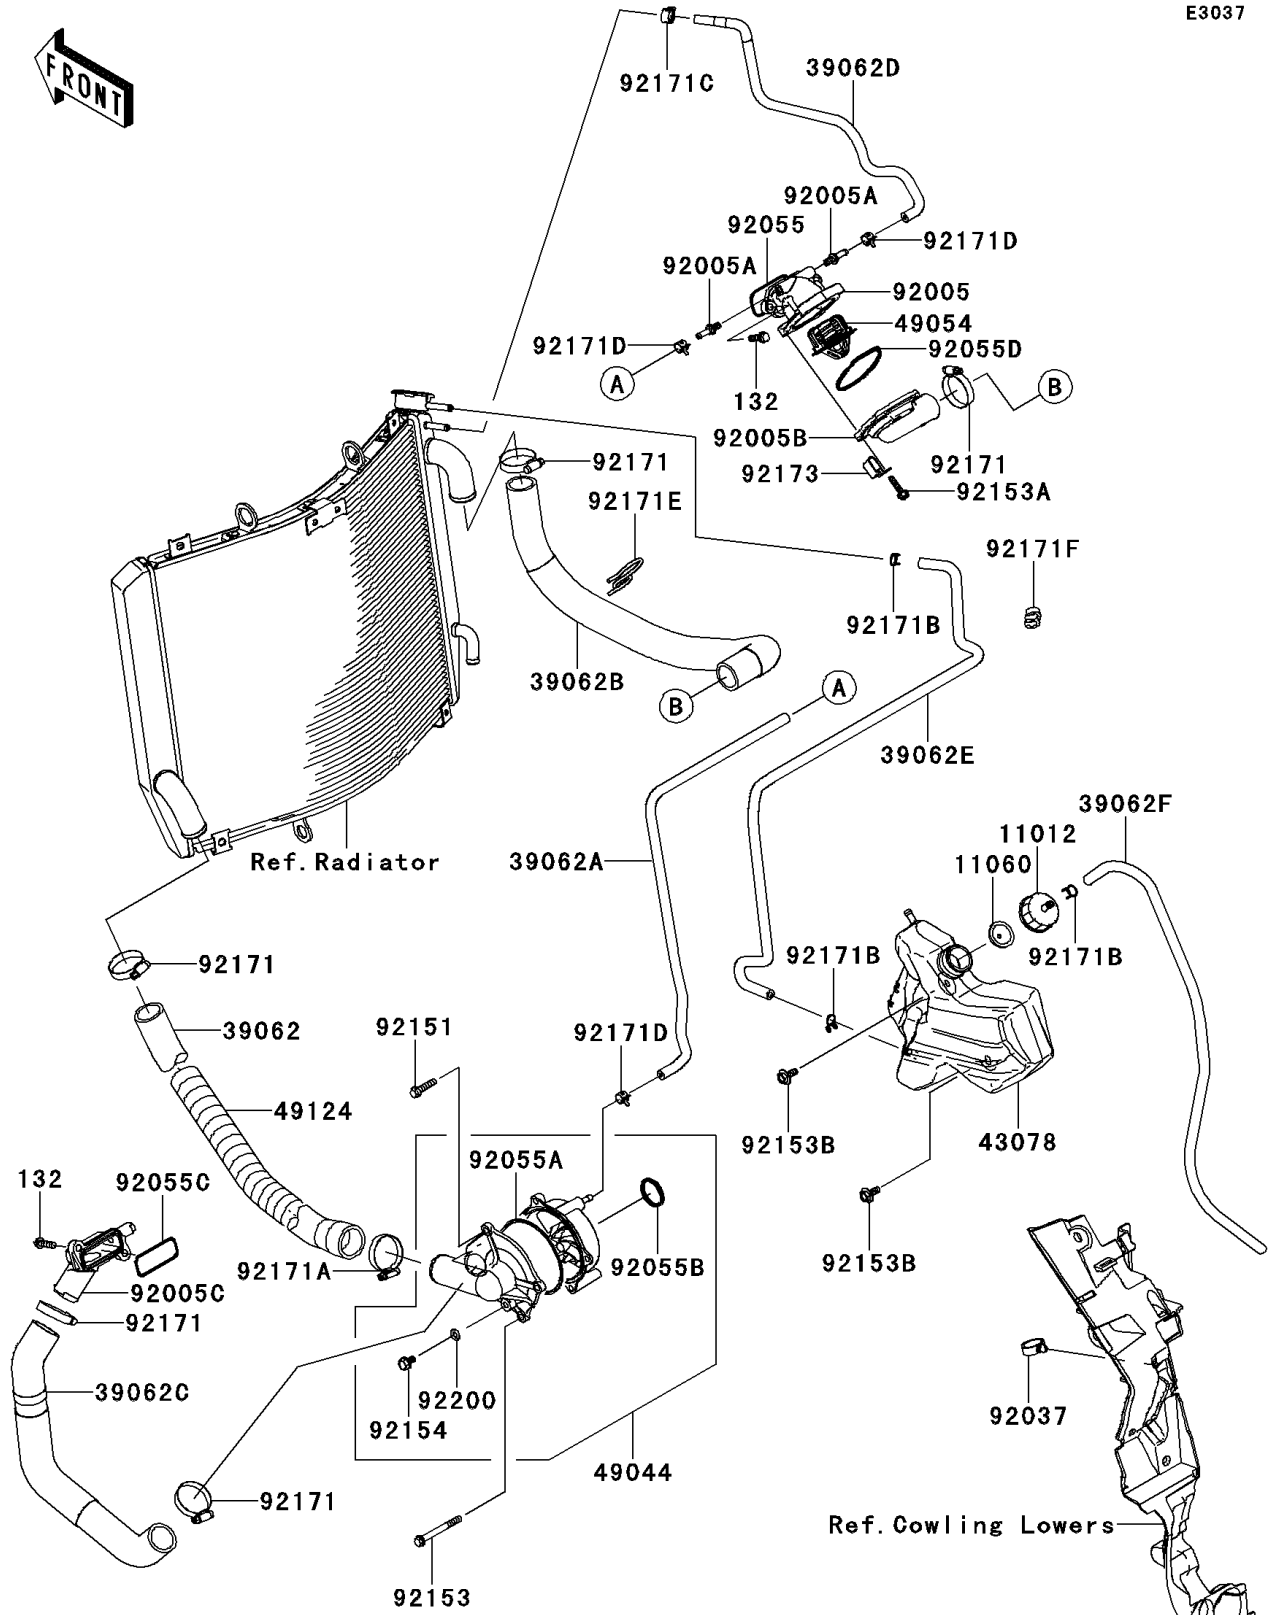 E3037
FRONT
92171C
39062D
92005A
92055
92171D
92005A
92005
49054
92171D
92055D
A
B
132
92005B
92171
92171
92173
92153A
92171E
92171F
92171B
39062B
A
B
39062E
39062F
11012
Ref.Radiator
39062A
11060
92171B
92171B
92171
39062
92151
92171D
49124
92153B
43078
92055A
132
92055C
92153B
92171A
92055B
92005C
92171
39062C
92200
92037
92154
49044
92171
Ref.Cowling Lowers
92153